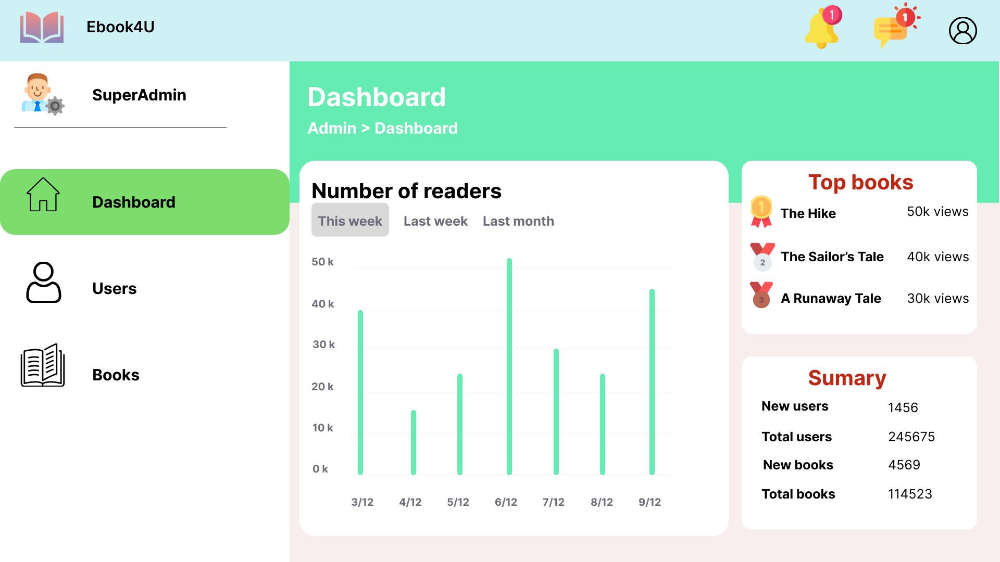 Ebook4U
1
1
SuperAdmin
Dashboard
Users
Books
Dashboard
Admin > Dashboard
Number of readers
This week Last week Last month
50 k
40 k
30 k
20 k
10 k
0 k
3/12 4/12 5/12 6/12 7/12 8/12 9/12
Top books
1 The Hike 50k views
2 The Sailor’s Tale 40k views
3 A Runaway Tale 30k views
Sumary
New users 1456
Total users 245675
New books 4569
Total books 114523